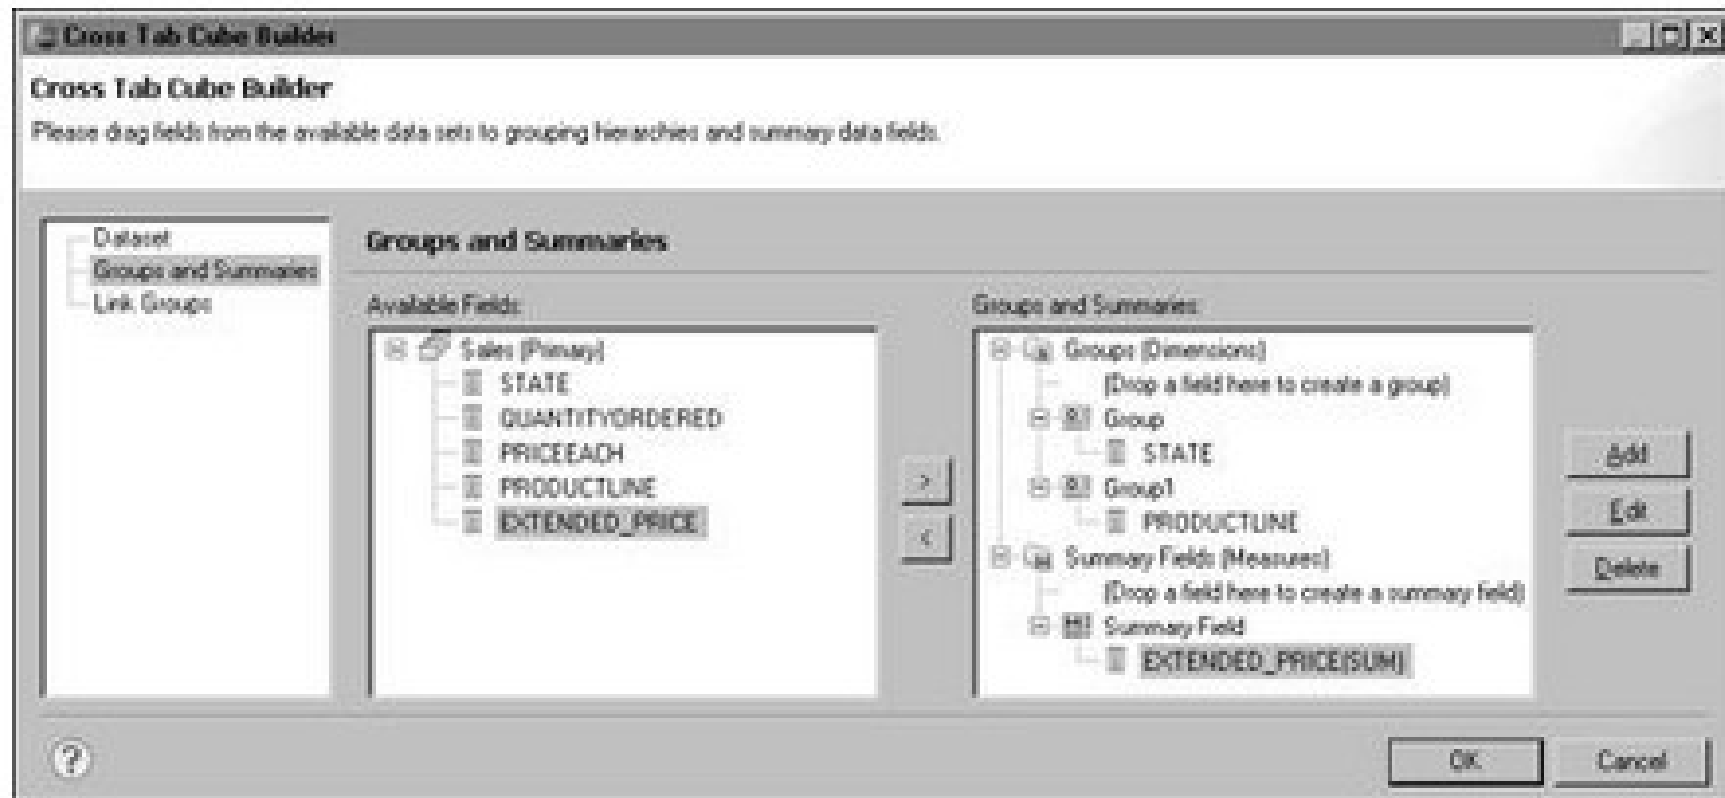 Cross Tab Cube Builder
Cross Tab Cube Builder
Please drag fields from the available data sets to grouping hierarchies and summary data fields.
Dataset
Groups and Summaries
Link Groups
Groups and Summaries
Available Fields:
Sales (Primary)
STATE
QUANTITYORDERED
PRICEEACH
PRODUCTLINE
EXTENDED_PRICE
>
<
Groups and Summaries:
Groups (Dimensions)
(Drop a field here to create a group)
Group
STATE
Group1
PRODUCTLINE
Summary Fields (Measures)
(Drop a field here to create a summary field)
Summary Field
EXTENDED_PRICE(SUM)
Add
Edit
Delete
?
OK
Cancel